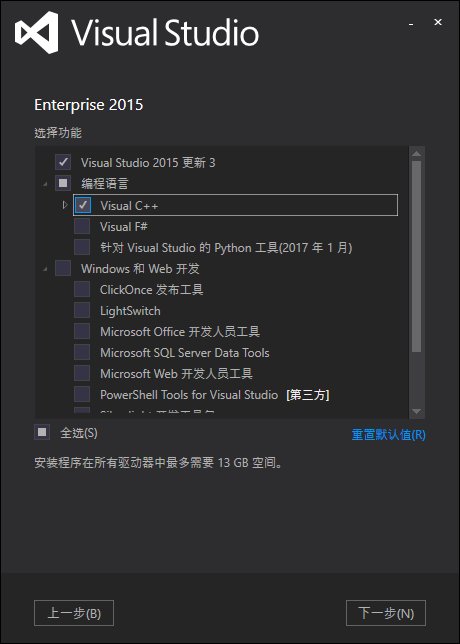 Visual Studio
Enterprise 2015
选择功能
Visual Studio 2015 更新 3
编程语言
Visual C++
Visual F#
针对 Visual Studio 的 Python 工具(2017 年 1 月)
Windows 和 Web 开发
ClickOnce 发布工具
LightSwitch
Microsoft Office 开发人员工具
Microsoft SQL Server Data Tools
Microsoft Web 开发人员工具
PowerShell Tools for Visual Studio [第三方]
全选(S)
重置默认值(R)
安装程序在所有驱动器中最多需要 13 GB 空间。
上一步(B)
下一步(N)